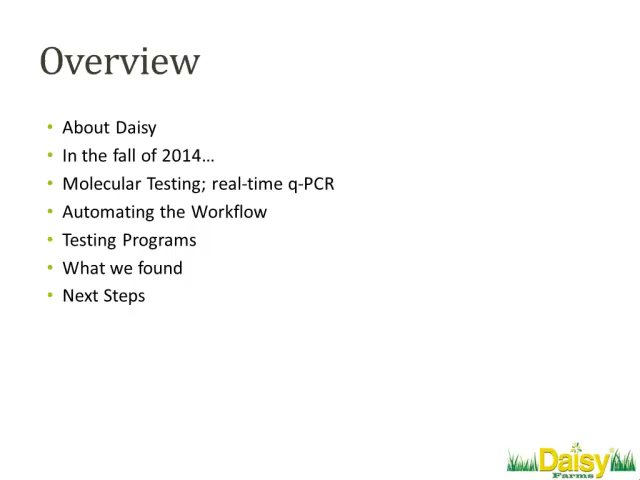 Overview
• About Daisy
• In the fall of 2014…
• Molecular Testing; real-time q-PCR
• Automating the Workflow
• Testing Programs
• What we found
• Next Steps
Daisy®
Farms